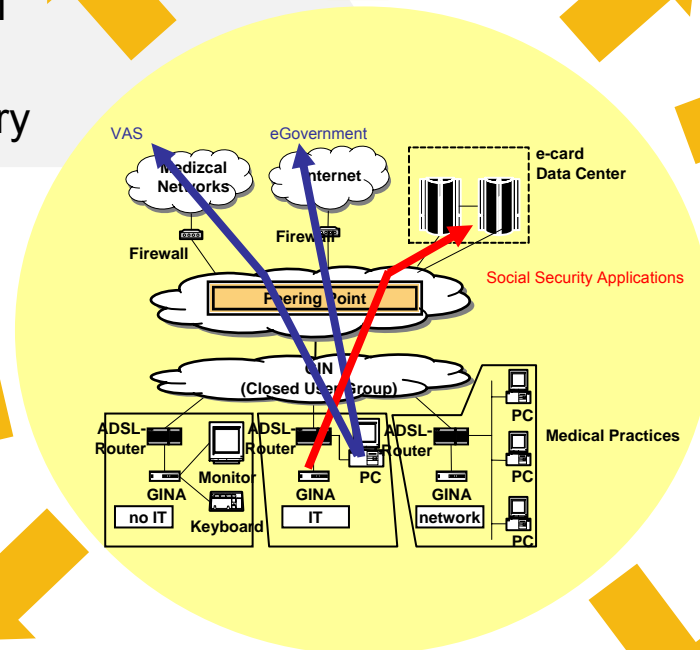 ry
VAS
eGovernment
Medizcal
Networks
Internet
e-card
Data Center
Firewall
Firewall
Social Security Applications
Peering Point
GIN
(Closed User Group)
ADSL-
Router
GINA
Monitor
Keyboard
no IT
ADSL-
Router
GINA
PC
IT
ADSL-
Router
GINA
network
PC
PC
PC
Medical Practices